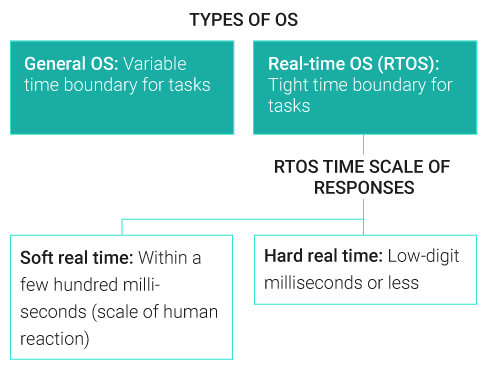 TYPES OF OS
General OS: Variable
time boundary for tasks
Real-time OS (RTOS):
Tight time boundary for
tasks
RTOS TIME SCALE OF
RESPONSES
Soft real time: Within a
few hundred milli-
seconds (scale of human
reaction)
Hard real time: Low-digit
milliseconds or less